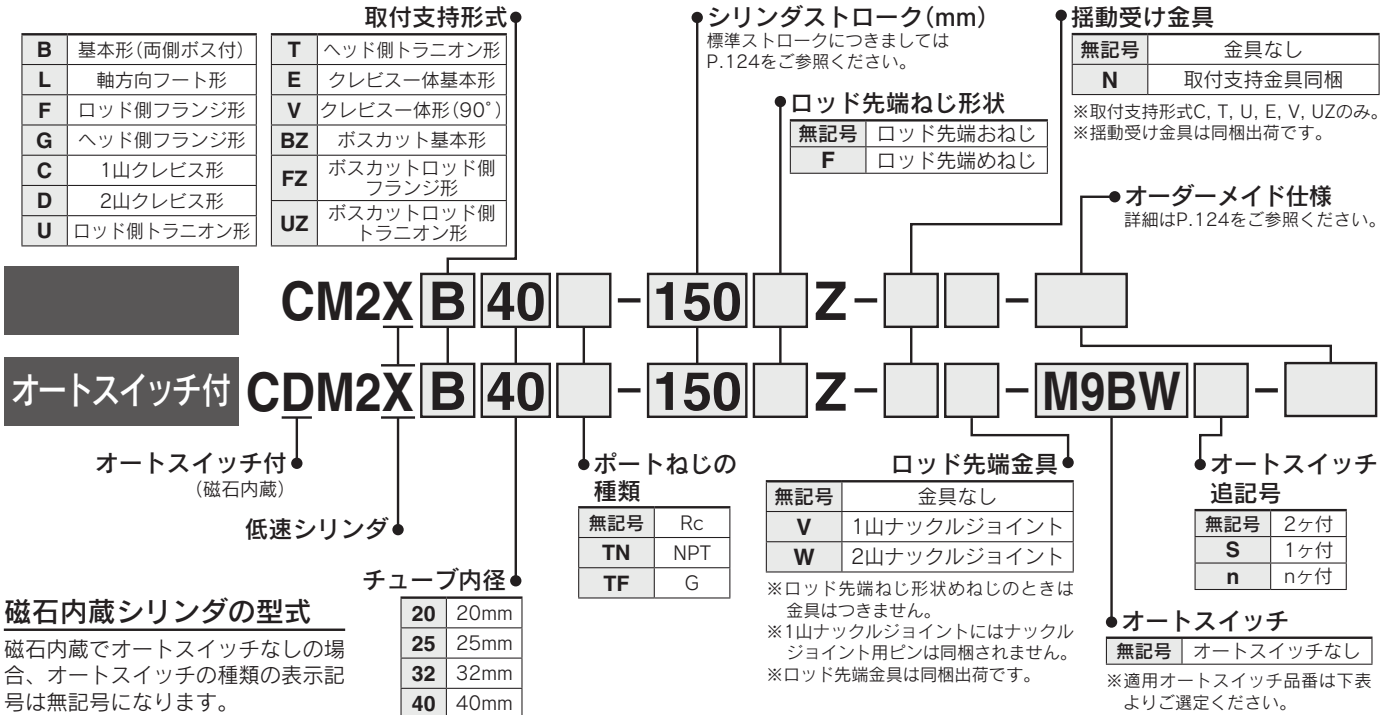 取付支持形式
B 基本形(両側ボス付)
L 軸方向フート形
F ロッド側フランジ形
G ヘッド側フランジ形
C 1山クレビス形
D 2山クレビス形
U ロッド側トラニオン形
T ヘッド側トラニオン形
E クレビス一体基本形
V クレビス一体形(90°)
BZ ボスカット基本形
FZ ボスカットロッド側
フランジ形
UZ ボスカットロッド側
トラニオン形
シリンダストローク(mm)
標準ストロークにつきましては
P.124をご参照ください。
ロッド先端ねじ形状
無記号 ロッド先端おねじ
F ロッド先端めねじ
揺動受け金具
無記号 金具なし
N 取付支持金具同梱
※取付支持形式C, T, U, E, V, UZのみ。
※揺動受け金具は同梱出荷です。
オーダーメイド仕様
詳細はP.124をご参照ください。
CM2X B 40 - 150 Z - -
オートスイッチ付 CDM2X B 40 - 150 Z - - M9BW -
オートスイッチ付
(磁石内蔵)
低速シリンダ
磁石内蔵シリンダの型式
磁石内蔵でオートスイッチなしの場
合、オートスイッチの種類の表示記
号は無記号になります。
チューブ内径
20 20mm
25 25mm
32 32mm
40 40mm
ポートねじの
種類
無記号 Rc
TN NPT
TF G
ロッド先端金具
無記号 金具なし
V 1山ナックルジョイント
W 2山ナックルジョイント
※ロッド先端ねじ形状めねじのときは
金具はつきません。
※1山ナックルジョイントにはナックル
ジョイント用ピンは同梱されません。
※ロッド先端金具は同梱出荷です。
オートスイッチ
追記号
無記号 2ヶ付
S 1ヶ付
n nヶ付
オートスイッチ
無記号 オートスイッチなし
※適用オートスイッチ品番は下表
よりご選定ください。